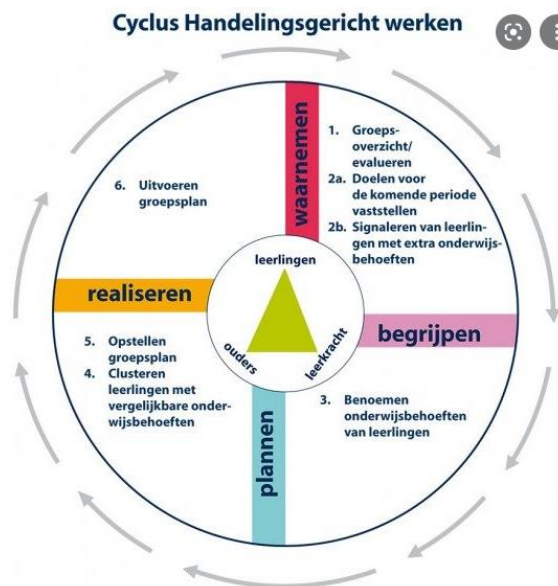 Cyclus Handelingsgericht werken
waarnemen
1. Groeps-
overzicht/
evalueren
2a. Doelen voor
de komende periode
vaststellen
2b. Signaleren van leerlin-
gen met extra onderwijs-
behoeften
begrijpen
3. Benoemen
onderwijsbehoeften
van leerlingen
plannen
5. Opstellen
groepsplan
4. Clusteren
leerlingen met
vergelijkbare onder-
wijsbehoeften
realiseren
6. Uitvoeren
groepsplan
leerlingen
ouders
leerkracht